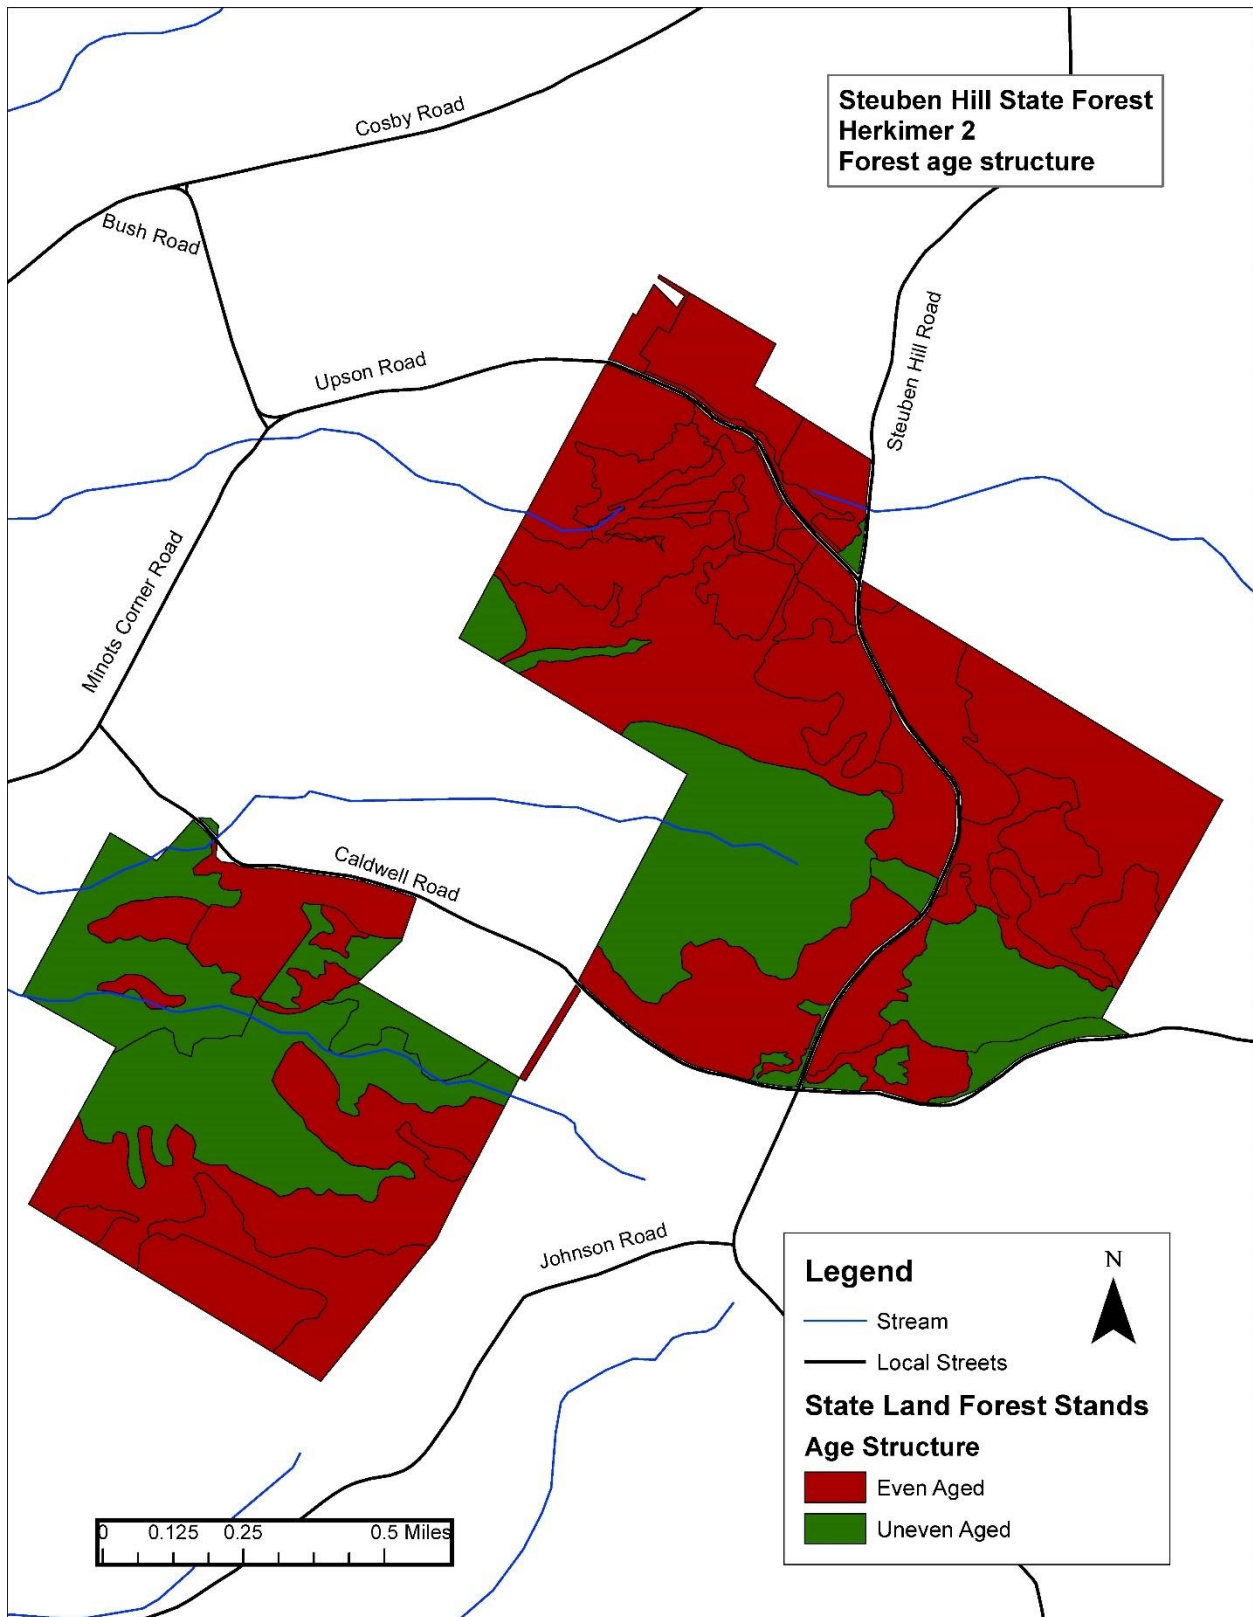 Steuben Hill State Forest
Herkimer 2
Forest age structure
Cosby Road
Bush Road
Steuben Hill Road
Upson Road
Minots Corner Road
Caldwell Road
Johnson Road
Legend
N
Stream
Local Streets
State Land Forest Stands
Age Structure
Even Aged
Uneven Aged
0 0.125 0.25 0.5 Miles